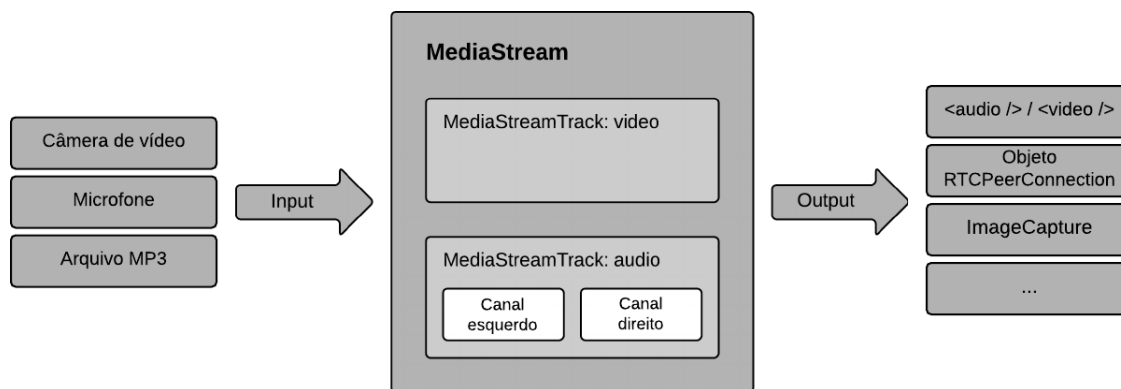 Câmera de vídeo
Microfone
Arquivo MP3
Input
MediaStream
MediaStreamTrack: video
MediaStreamTrack: audio
Canal
esquerdo
Canal
direito
Output
<audio /> / <video />
Objeto
RTCPeerConnection
ImageCapture
...